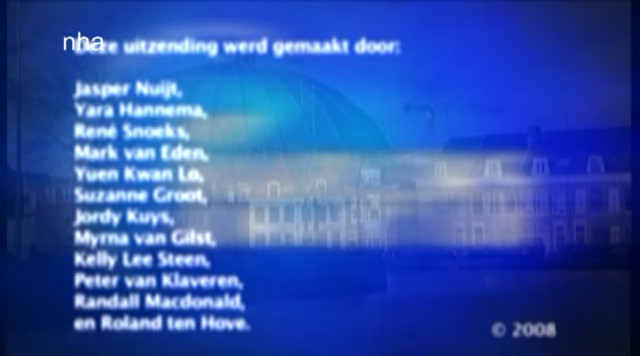 nha
Deze uitzending werd gemaakt door:
Jasper Nuijt,
Yara Hannema,
René Snoeks,
Mark van Eden,
Yuen Kwan Lo,
Suzanne Groot,
Jordy Kuys,
Myrna van Gilst,
Kelly Lee Steen,
Peter van Klaveren,
Randall Macdonald,
en Roland ten Hove.
© 2008